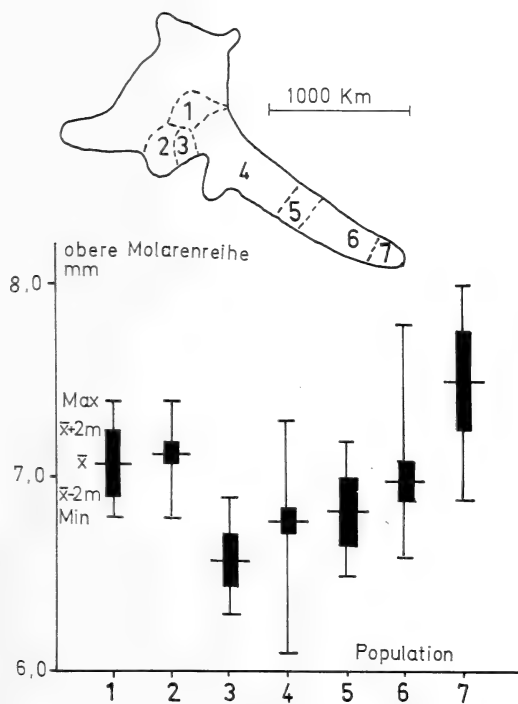 1000 Km
1
2
3
4
5
6
7
obere Molarenreihe
mm
8,0
Max
x̄+2m
x̄
x̄-2m
Min
7,0
6,0
Population
1 2 3 4 5 6 7